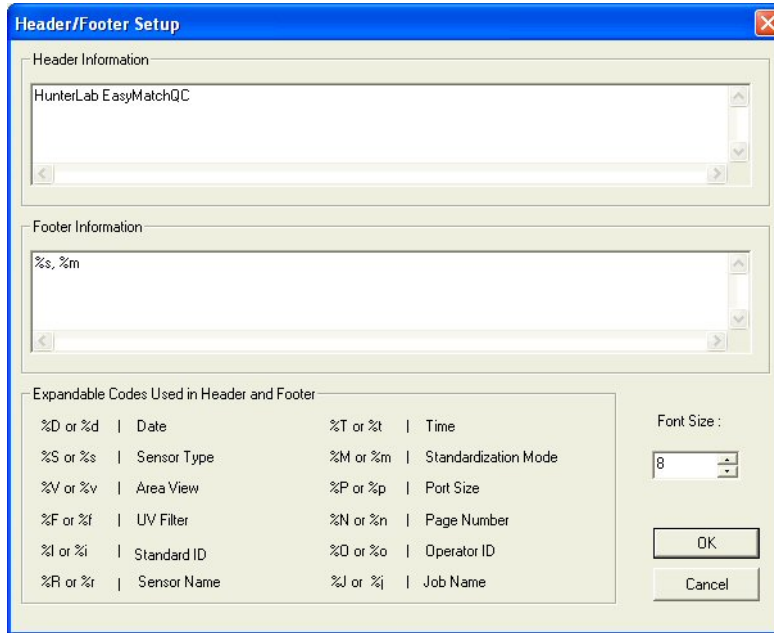 Header/Footer Setup
Header Information
HunterLab EasyMatchQC
Footer Information
%s, %m
Expandable Codes Used in Header and Footer
%D or %d | Date %T or %t | Time
%S or %s | Sensor Type %M or %m | Standardization Mode
%V or %v | Area View %P or %p | Port Size
%F or %f | UV Filter %N or %n | Page Number
%I or %i | Standard ID %O or %o | Operator ID
%R or %r | Sensor Name %J or %j | Job Name
Font Size :
8
OK
Cancel